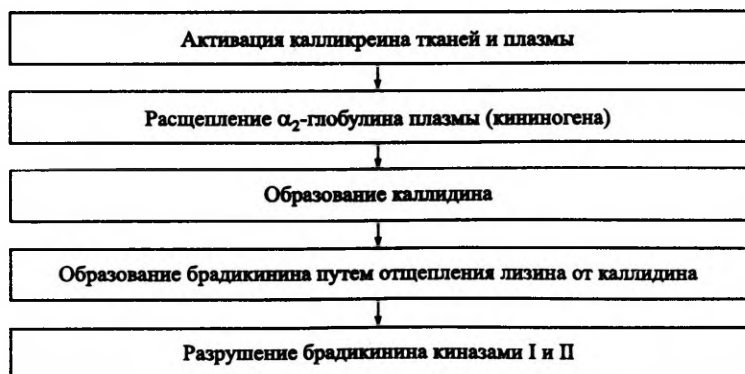 Активация калликреина тканей и плазмы
Расщепление α₂-глобулина плазмы (кининогена)
Образование каллидина
Образование брадикинина путем отщепления лизина от каллидина
Разрушение брадикинина киназами I и II